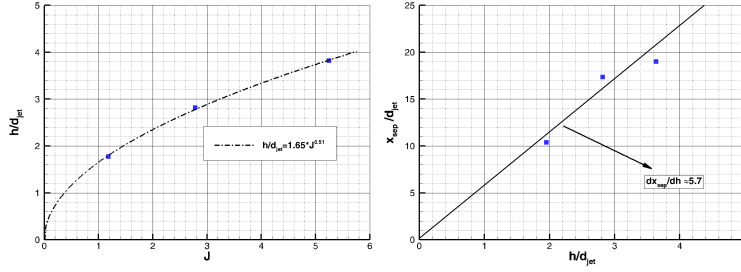 5
4
3
2
1
0
0 1 2 3 4 5 6
h/d_jet
J
h/d_jet=1.65*J^0.51
25
20
15
10
5
0
0 1 2 3 4
x_sep/d_jet
h/d_jet
dx_sep/dh =5.7